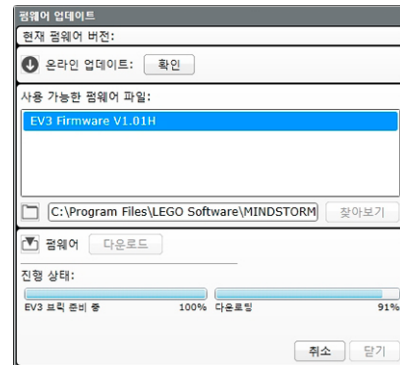 펌웨어 업데이트
현재 펌웨어 버전:
온라인 업데이트: 확인
사용 가능한 펌웨어 파일:
EV3 Firmware V1.01H
C:\Program Files\LEGO Software\MINDSTORM 찾아보기
펌웨어 다운로드
진행 상태:
EV3 브릭 준비 중 100% 다운로딩 91%
취소 닫기